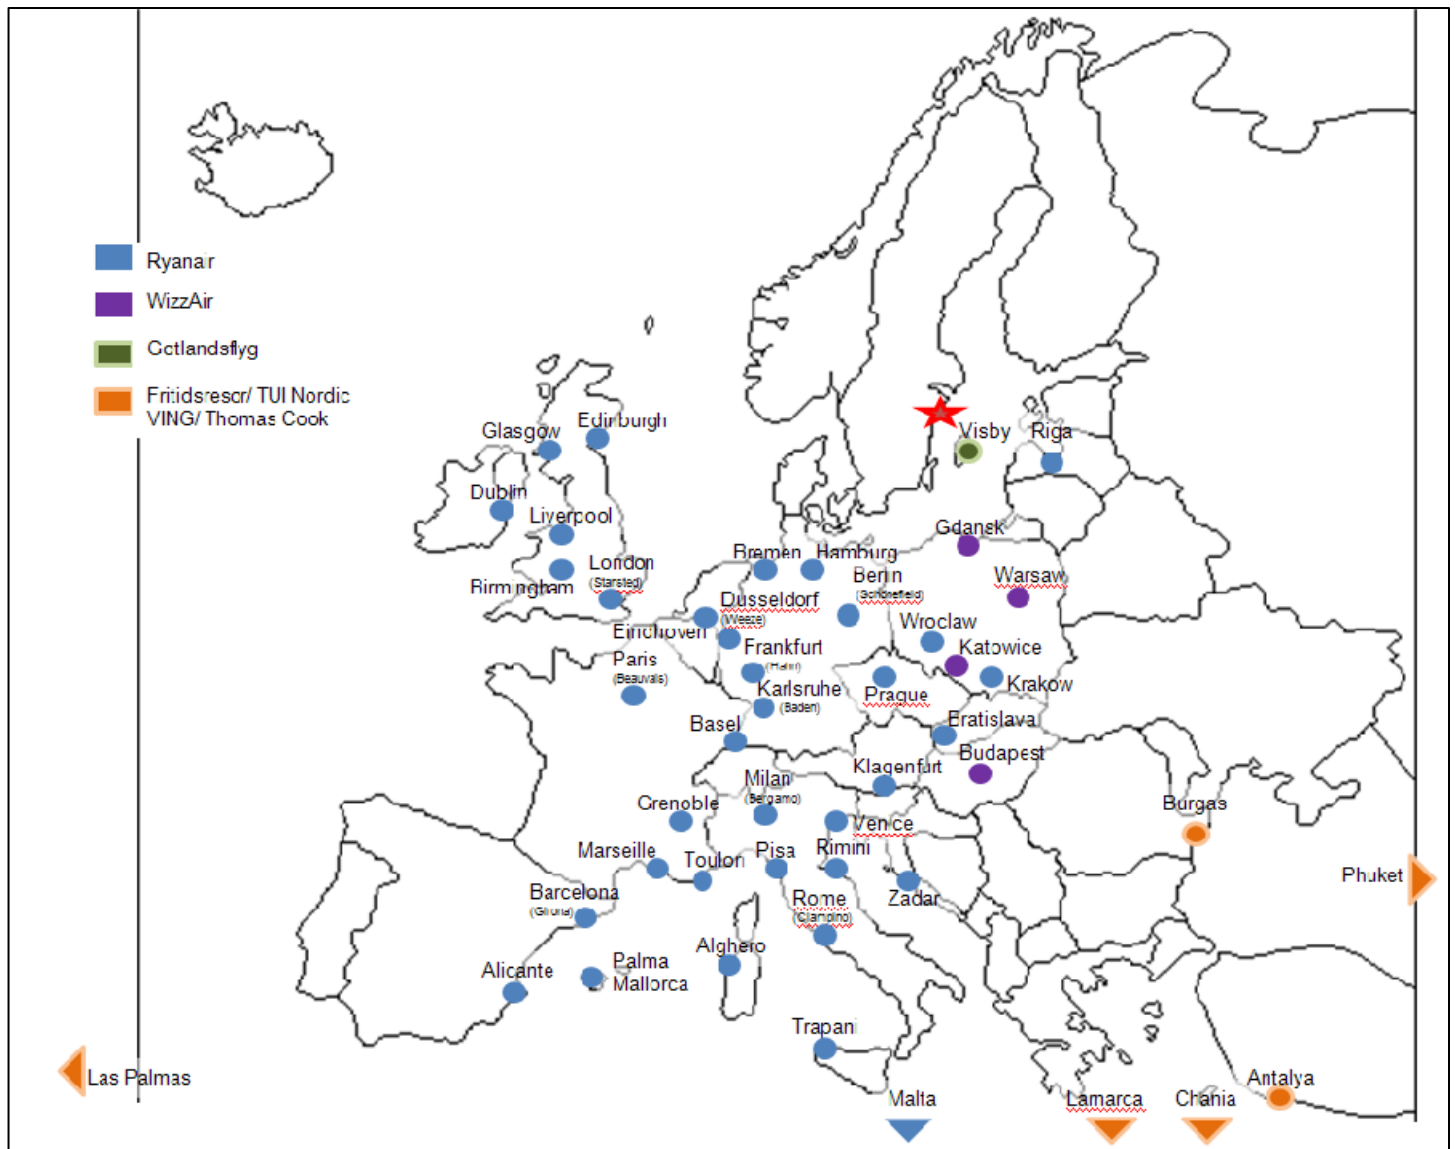 Ryanair
WizzAir
Gotlandsflyg
Fritidsresor/ TUI Nordic
VING/ Thomas Cook
Edinburgh
Glasgow
Visby
Riga
Dublin
Liverpool
Gdansk
Bremen
Hamburg
London
(Stansted)
Berlin
(Schönefeld)
Warsaw
Birmingham
Dusseldorf
(Weeze)
Eindhoven
Wroclaw
Frankfurt
(Hahn)
Katowice
Paris
(Beauvais)
Krakow
Karlsruhe
(Baden)
Prague
Basel
Bratislava
Budapest
Klagenfurt
Milan
(Bergamo)
Grenoble
Burgas
Venice
Marseille
Toulon
Pisa
Rimini
Phuket
Barcelona
(Girona)
Rome
(Ciampino)
Zadar
Alghero
Palma
Mallorca
Alicante
Trapani
Las Palmas
Antalya
Malta
Lamarca
Chania